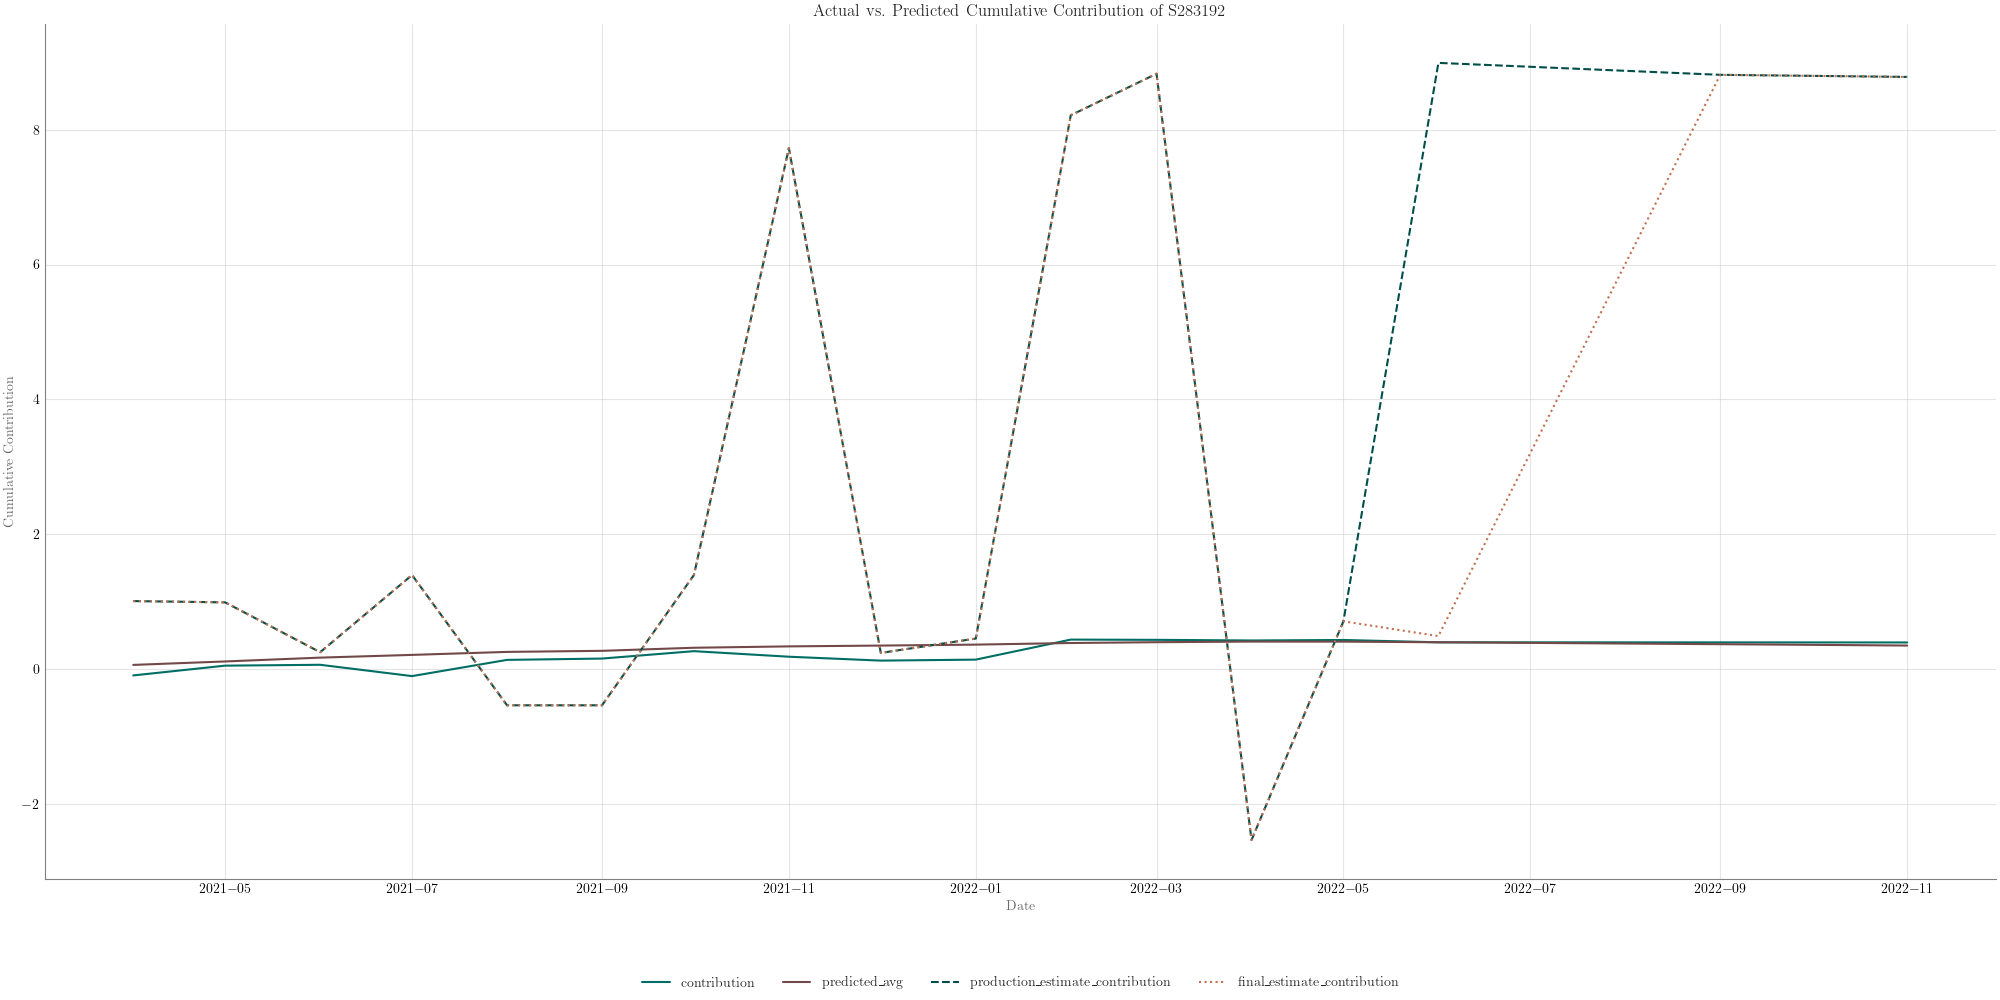 Actual vs. Predicted Cumulative Contribution of S283192
Cumulative Contribution
8
6
4
2
0
−2
2021−05 2021−07 2021−09 2021−11 2022−01 2022−03 2022−05 2022−07 2022−09 2022−11
Date
contribution predicted_avg production_estimate_contribution final_estimate_contribution